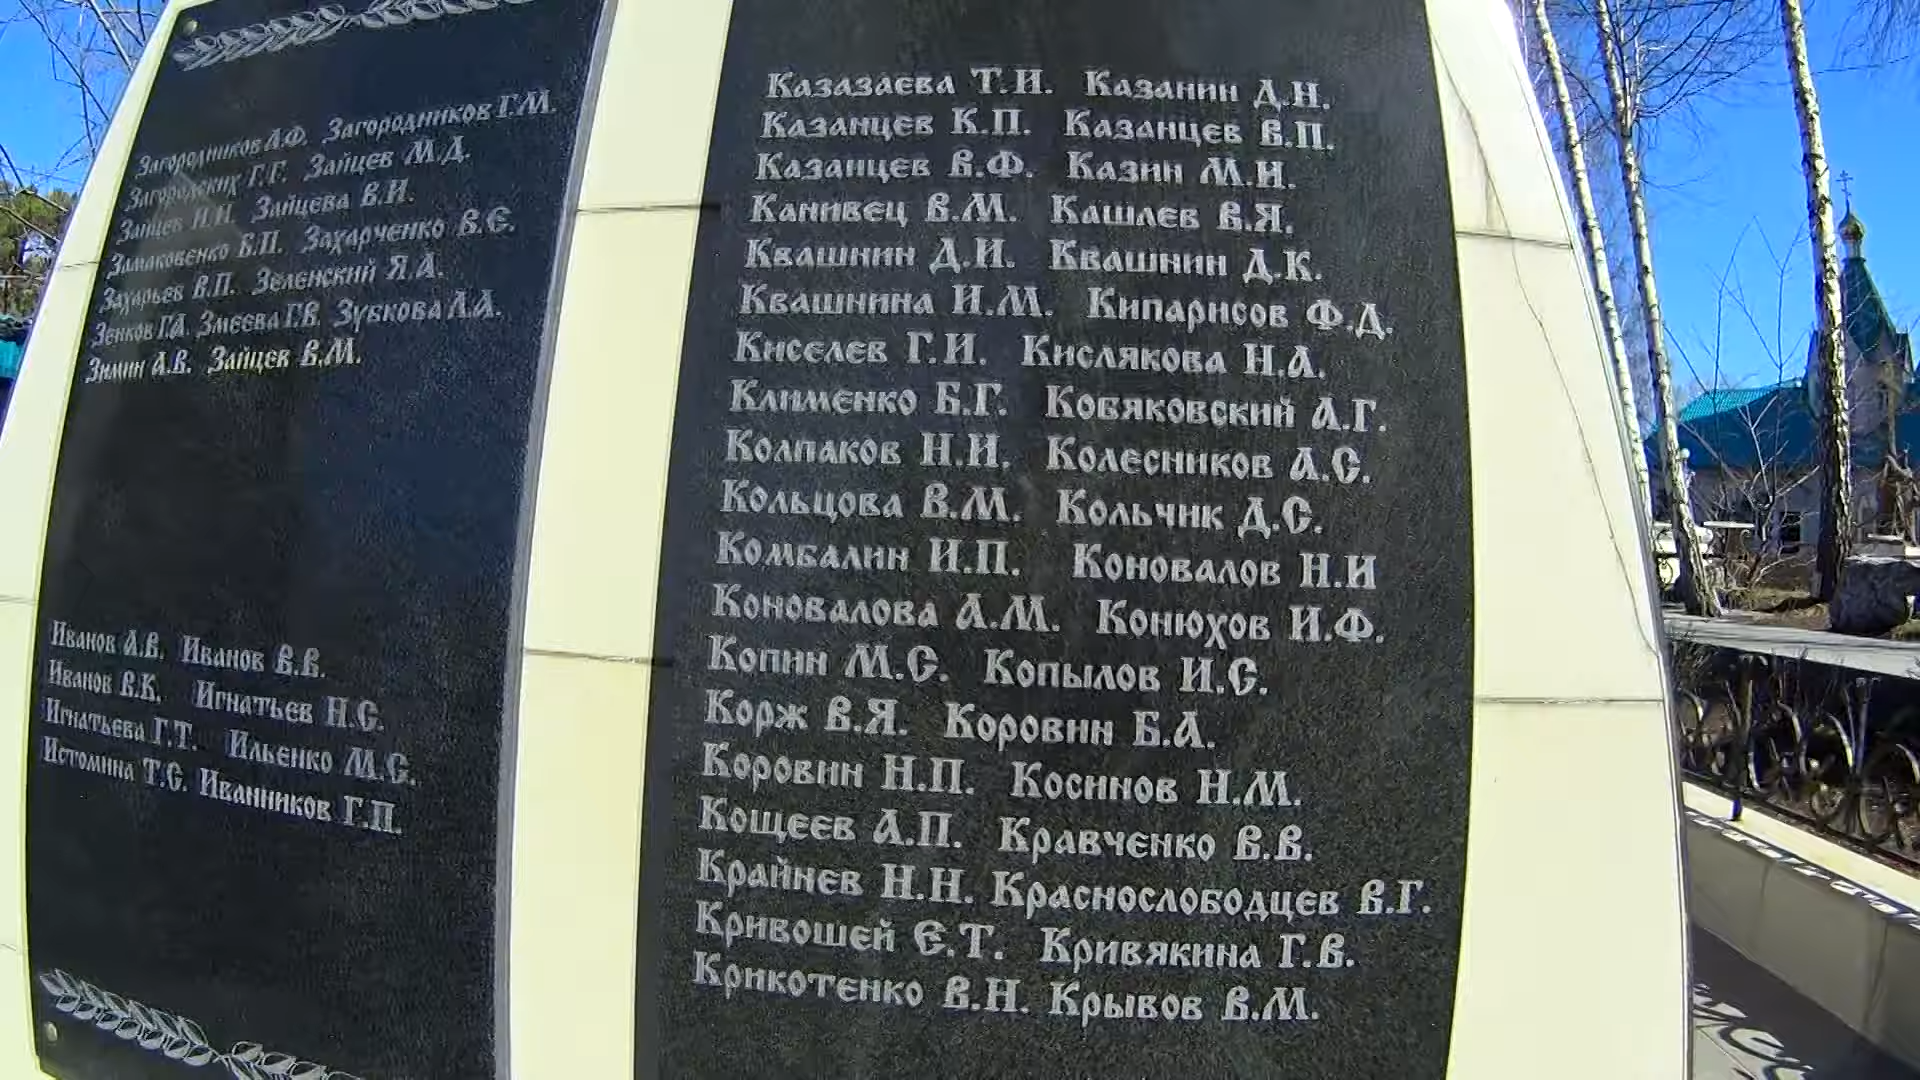 Загородников А.Ф. Загородников Г.М.
Загородских Г.Г. Зайцев М.Д.
Зайцев Н.Н. Зайцева В.И.
Замаковенко В.П. Захарченко В.Е.
Захарьев В.П. Зеленский Я.А.
Зенков Г.А. Змеева Г.В. Зубкова Л.А.
Зимин А.В. Зайцев В.М.
Иванов А.В. Иванов В.В.
Иванов В.К. Игнатьев Н.С.
Игнатьева Г.Т. Ильенко М.С.
Истомина Т.С. Иванников Г.П.
Казазаева Т.И. Казанин Д.Н.
Казанцев К.П. Казанцев В.П.
Казанцев В.Ф. Казин М.И.
Канивец В.М. Кашлев В.Я.
Квашнин Д.И. Квашнин Д.К.
Квашнина И.М. Кипарисов Ф.Д.
Киселев Г.И. Кислякова Н.А.
Клименко Б.Г. Кобяковский А.Г.
Колпаков Н.И. Колесников А.С.
Кольцова В.М. Кольчик Д.С.
Комбалин И.П. Коновалов Н.И
Коновалова А.М. Конюхов И.Ф.
Копин М.С. Копылов И.С.
Корж В.Я. Коровин Б.А.
Коровин Н.П. Косинов Н.М.
Кощеев А.П. Кравченко В.В.
Крайнев Н.Н. Краснослободцев В.Г.
Кривошей Е.Т. Кривякина Г.В.
Крикотенко В.Н. Крывов В.М.